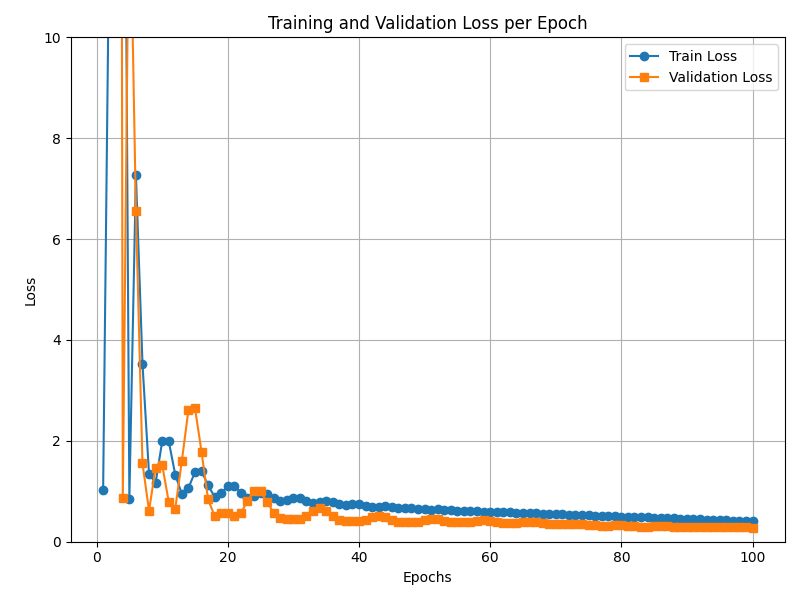 Training and Validation Loss per Epoch
Train Loss
Validation Loss
Loss
10
8
6
4
2
0
0 20 40 60 80 100
Epochs